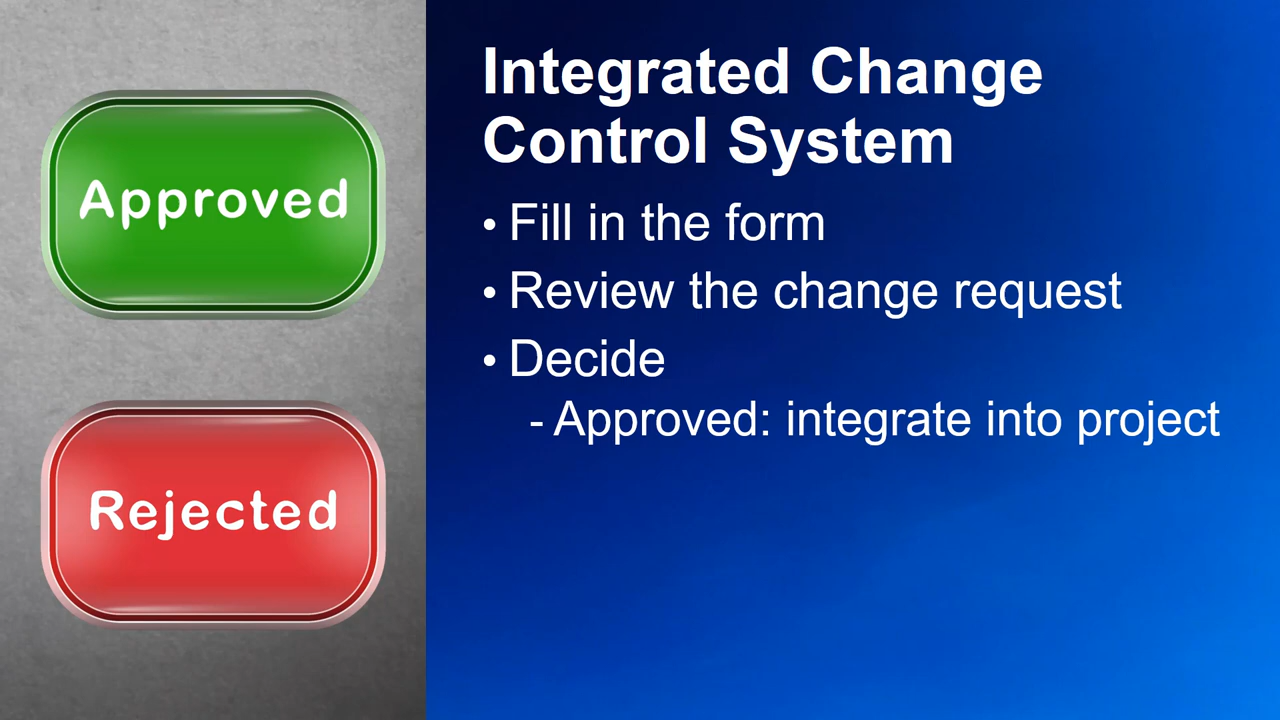 Approved
Rejected
Integrated Change
Control System
• Fill in the form
• Review the change request
• Decide
- Approved: integrate into project